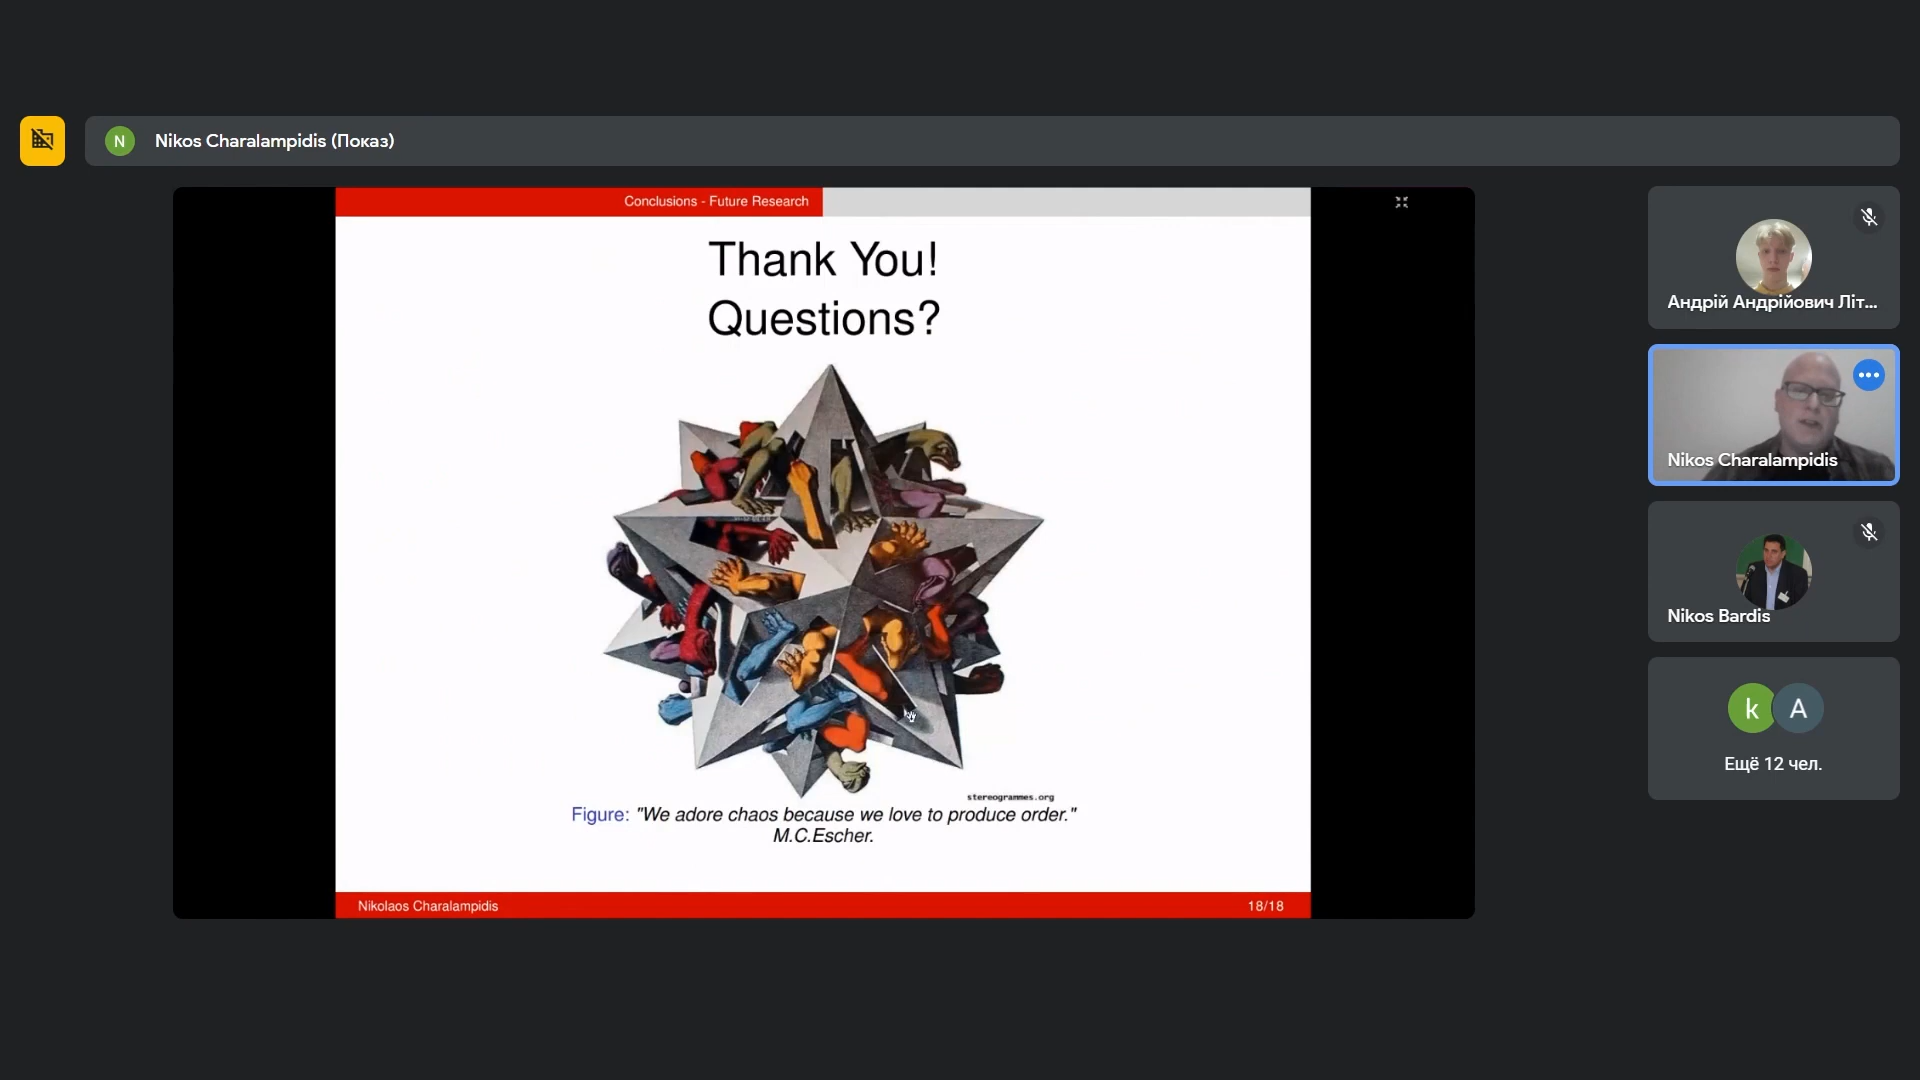 N
Nikos Charalampidis (Показ)
Conclusions - Future Research
Thank You!
Questions?
stereogrammes.org
Figure: "We adore chaos because we love to produce order."
M.C.Escher.
Nikolaos Charalampidis
18/18
Андрій Андрійович Літ...
Nikos Charalampidis
Nikos Bardis
k A
Ещё 12 чел.